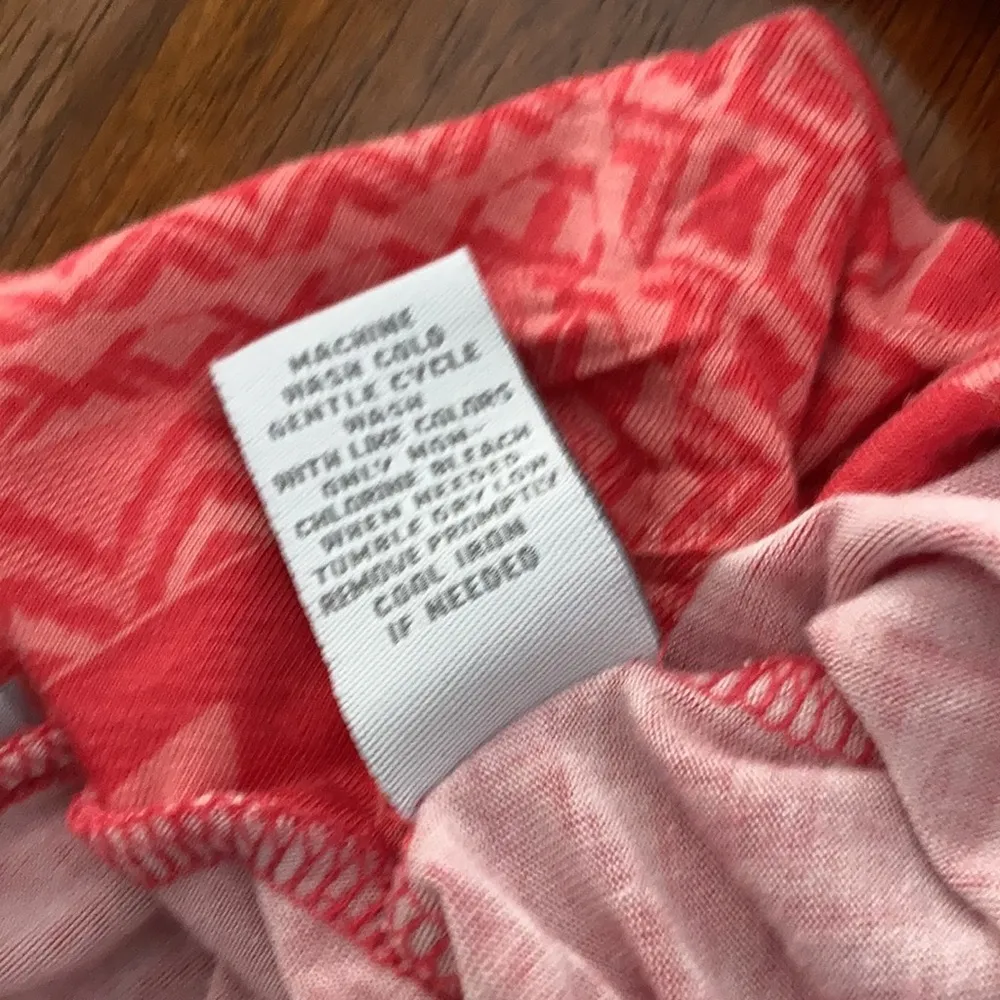 MACHINE
WASH COLD
GENTLE CYCLE
WASH
WITH LIKE COLORS
ONLY NON-
CHLORINE BLEACH
WHEN NEEDED
TUMBLE DRY LOW
REMOVE PROMPTLY
COOL IRON
IF NEEDED